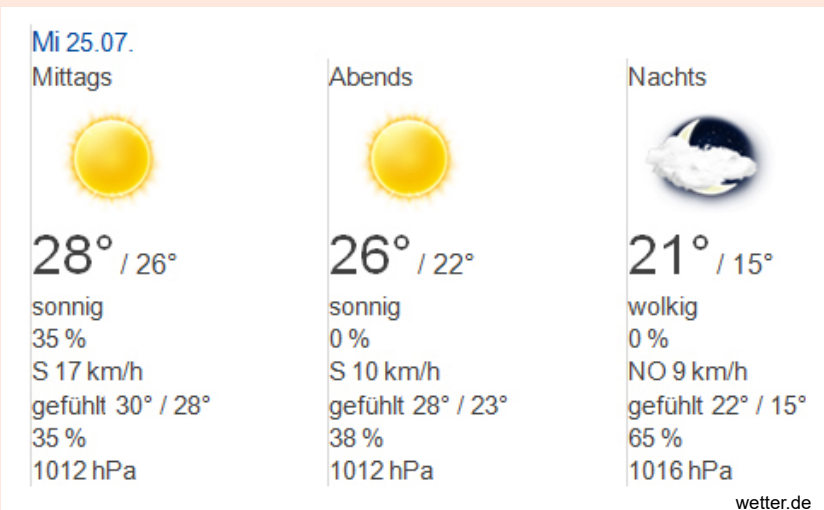 Mi 25.07.
Mittags
28° / 26°
sonnig
35 %
S 17 km/h
gefühlt 30° / 28°
35 %
1012 hPa
Abends
26° / 22°
sonnig
0 %
S 10 km/h
gefühlt 28° / 23°
38 %
1012 hPa
Nachts
21° / 15°
wolkig
0 %
NO 9 km/h
gefühlt 22° / 15°
65 %
1016 hPa
wetter.de